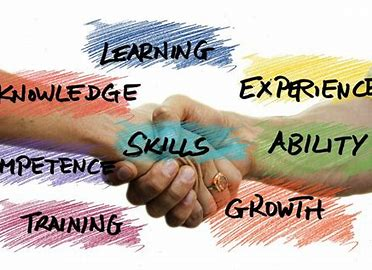 LEARNING
KNOWLEDGE
EXPERIENCE
SKILLS
ABILITY
MPETENCE
GROWTH
TRAINING